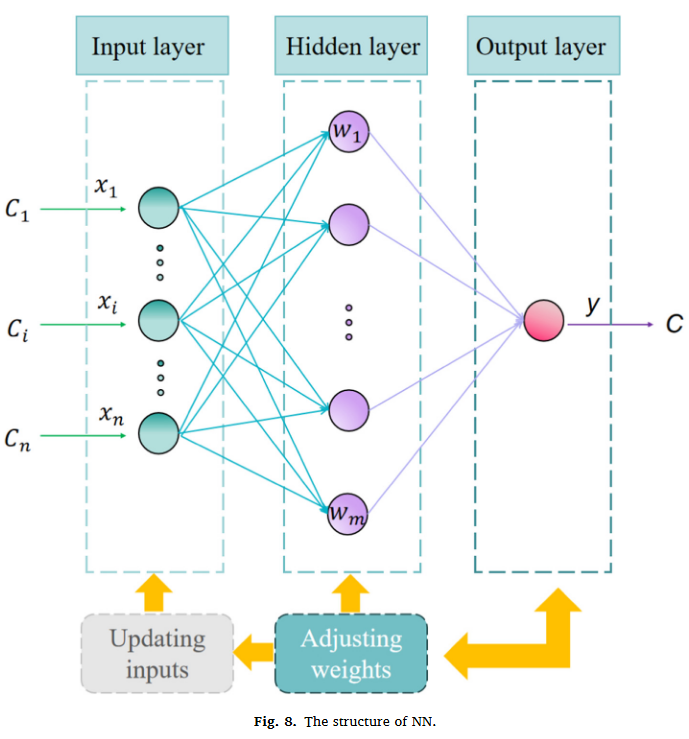 Input layer
Hidden layer
Output layer
w₁
x₁
C₁
xᵢ
Cᵢ
y
C
xₙ
Cₙ
wₘ
Updating
inputs
Adjusting
weights
Fig. 8. The structure of NN.